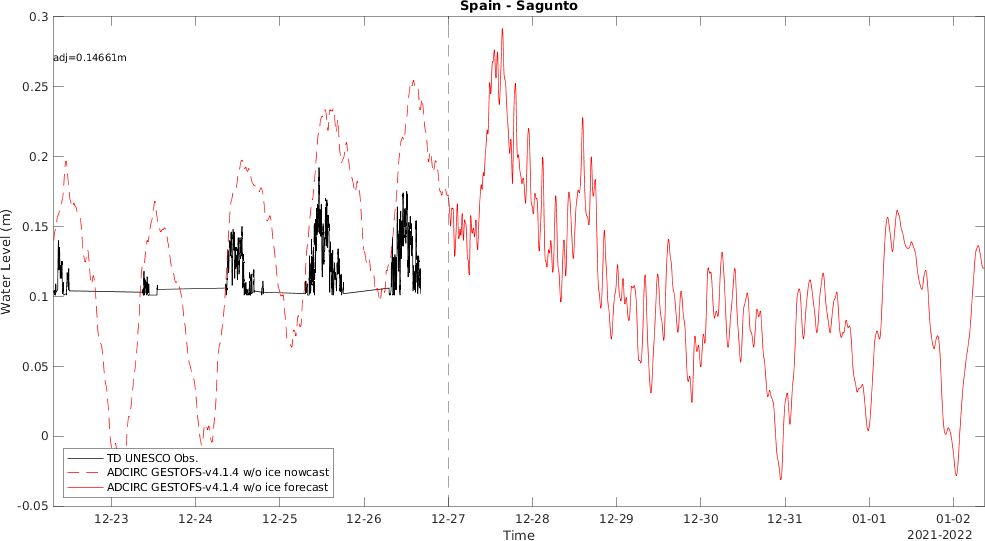 Spain - Sagunto
adj=0.14661m
Water Level (m)
0.3
0.25
0.2
0.15
0.1
0.05
0
-0.05
TD UNESCO Obs.
ADCIRC GESTOFS-v4.1.4 w/o ice nowcast
ADCIRC GESTOFS-v4.1.4 w/o ice forecast
12-23 12-24 12-25 12-26 12-27 12-28 12-29 12-30 12-31 01-01 01-02
Time
2021-2022